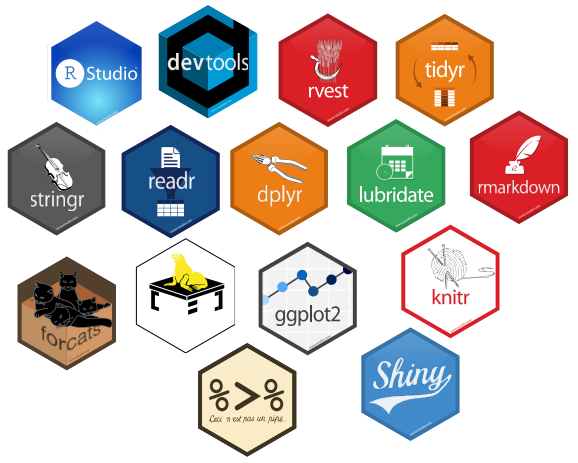 R Studio
devtools
rvest
tidyr
stringr
readr
dplyr
lubridate
rmarkdown
forcats
ggplot2
knitr
%>%
Ceci n'est pas un pipe.
Shiny